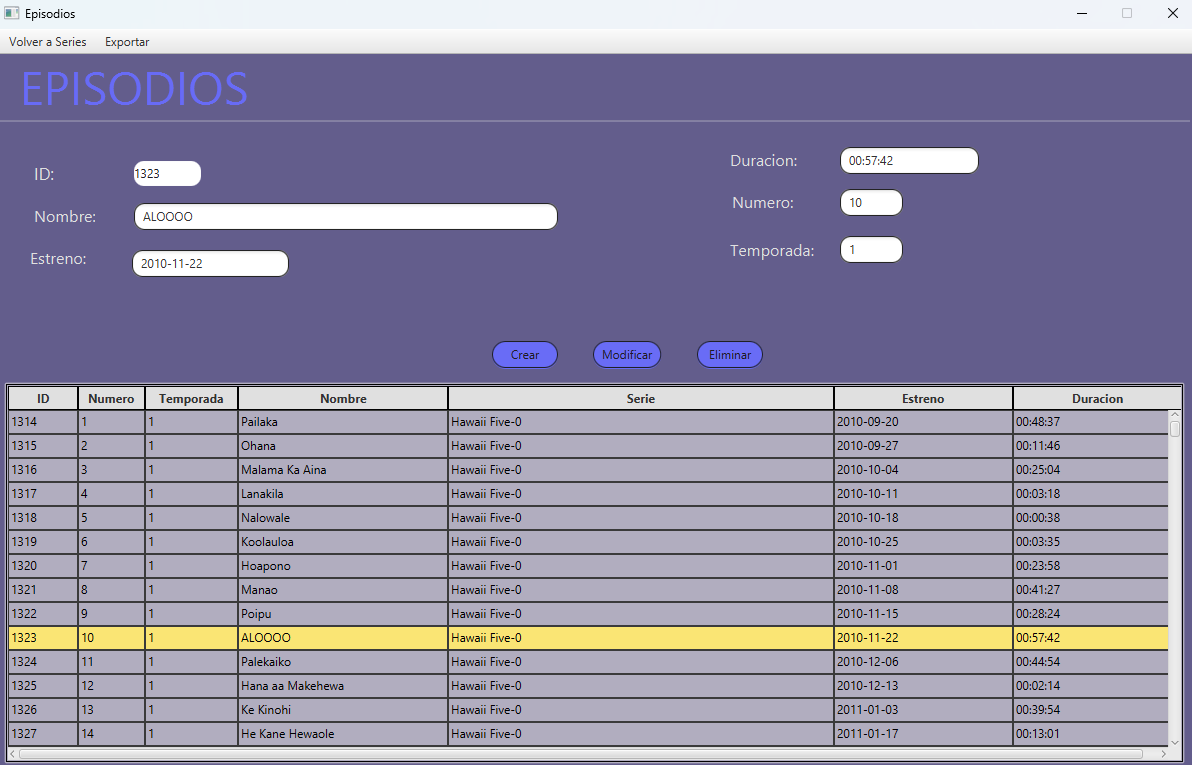 Episodios
Volver a Series Exportar
EPISODIOS
ID: 1323
Nombre: ALOOOO
Estreno: 2010-11-22
Duracion: 00:57:42
Numero: 10
Temporada: 1
Crear Modificar Eliminar
ID Numero Temporada Nombre Serie Estreno Duracion
1314 1 1 Pailaka Hawaii Five-0 2010-09-20 00:48:37
1315 2 1 Ohana Hawaii Five-0 2010-09-27 00:11:46
1316 3 1 Malama Ka Aina Hawaii Five-0 2010-10-04 00:25:04
1317 4 1 Lanakila Hawaii Five-0 2010-10-11 00:03:18
1318 5 1 Nalowale Hawaii Five-0 2010-10-18 00:00:38
1319 6 1 Koolauloa Hawaii Five-0 2010-10-25 00:03:35
1320 7 1 Hoapono Hawaii Five-0 2010-11-01 00:23:58
1321 8 1 Manao Hawaii Five-0 2010-11-08 00:41:27
1322 9 1 Poipu Hawaii Five-0 2010-11-15 00:28:24
1323 10 1 ALOOOO Hawaii Five-0 2010-11-22 00:57:42
1324 11 1 Palekaiko Hawaii Five-0 2010-12-06 00:44:54
1325 12 1 Hana aa Makehewa Hawaii Five-0 2010-12-13 00:02:14
1326 13 1 Ke Kinohi Hawaii Five-0 2011-01-03 00:39:54
1327 14 1 He Kane Hewaole Hawaii Five-0 2011-01-17 00:13:01